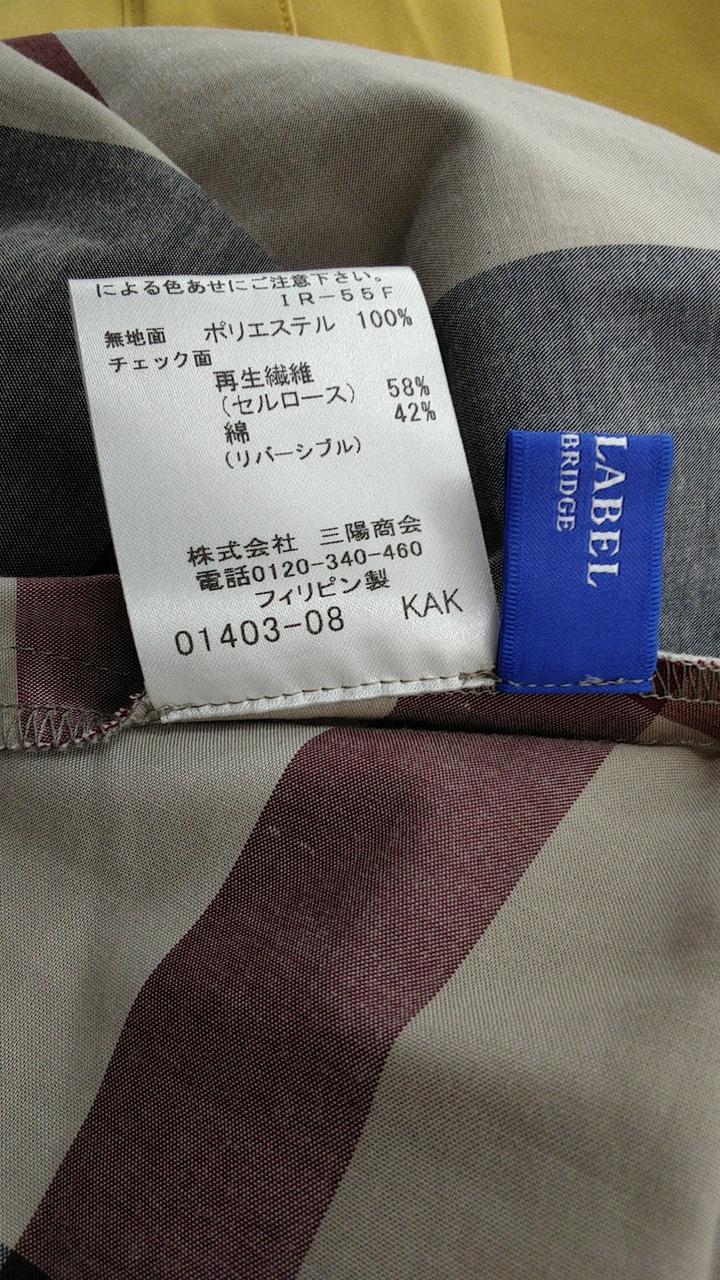 による色あせにご注意下さい。
IR-55F
無地面 ポリエステル 100%
チェック面
再生繊維
(セルロース) 58%
綿 42%
(リバーシブル)
株式会社 三陽商会
電話0120-340-460
フィリピン製
01403-08 KAK
LABEL
BRIDGE